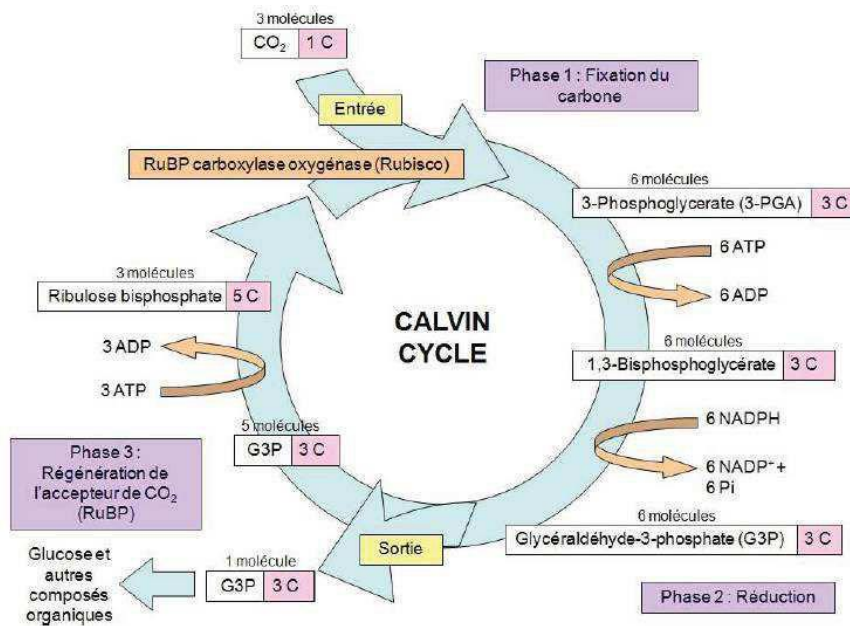 3 molécules
CO₂ 1 C
Phase 1 : Fixation du
carbone
Entrée
RuBP carboxylase oxygénase (Rubisco)
6 molécules
3-Phosphoglycerate (3-PGA) 3 C
6 ATP
6 ADP
3 molécules
Ribulose bisphosphate 5 C
CALVIN
CYCLE
3 ADP
3 ATP
6 molécules
1,3-Bisphosphoglycérate 3 C
6 NADPH
6 NADP⁺ +
6 Pi
5 molécules
G3P 3 C
Phase 3 :
Régénération de
l'accepteur de CO₂
(RuBP)
6 molécules
Glycéraldéhyde-3-phosphate (G3P) 3 C
Sortie
1 molécule
G3P 3 C
Glucose et
autres
composés
organiques
Phase 2 : Réduction